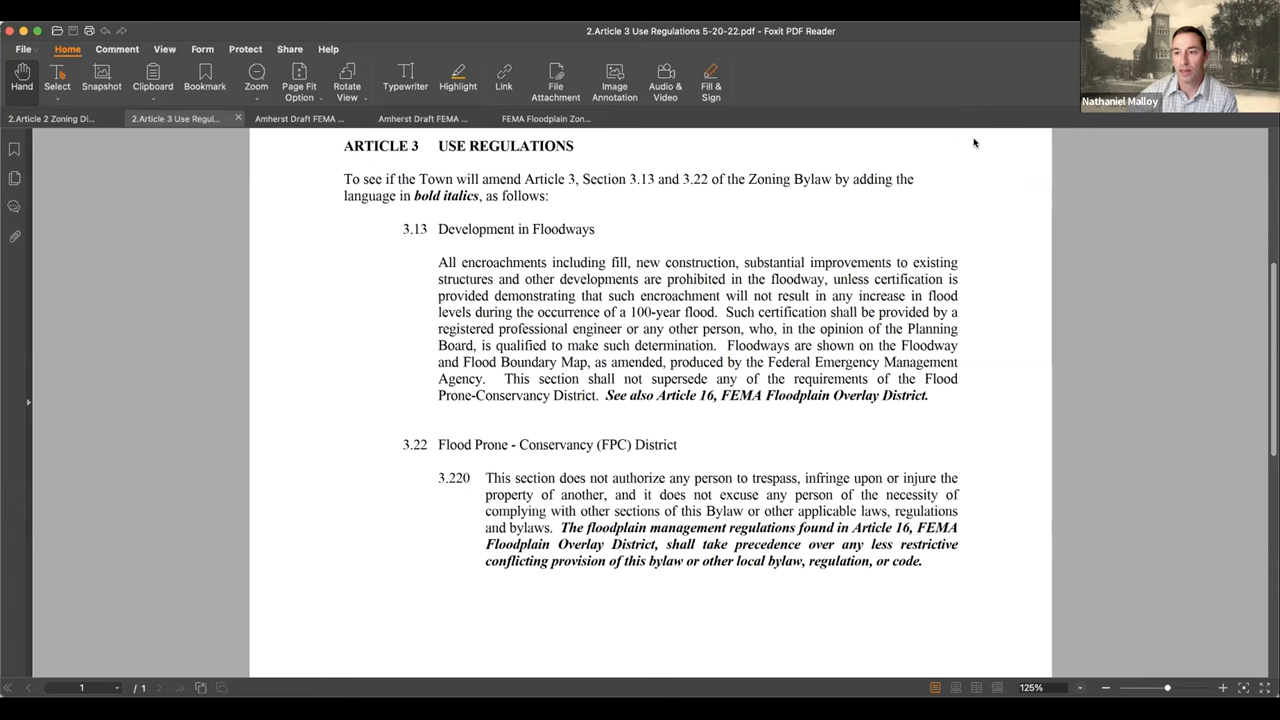 2.Article 3 Use Regulations 5-20-22.pdf - Foxit PDF Reader
File Home Comment View Form Protect Share Help
Hand Select Snapshot Clipboard Bookmark Zoom Page Fit Option Rotate View Typewriter Highlight Link File Attachment Image Annotation Audio & Video Fill & Sign
Nathaniel Malloy
2.Article 2 Zoning Di... 2.Article 3 Use Regul... Amherst Draft FEMA ... Amherst Draft FEMA ... FEMA Floodplain Zon...
ARTICLE 3 USE REGULATIONS
To see if the Town will amend Article 3, Section 3.13 and 3.22 of the Zoning Bylaw by adding the
language in bold italics, as follows:
3.13 Development in Floodways
All encroachments including fill, new construction, substantial improvements to existing
structures and other developments are prohibited in the floodway, unless certification is
provided demonstrating that such encroachment will not result in any increase in flood
levels during the occurrence of a 100-year flood. Such certification shall be provided by a
registered professional engineer or any other person, who, in the opinion of the Planning
Board, is qualified to make such determination. Floodways are shown on the Floodway
and Flood Boundary Map, as amended, produced by the Federal Emergency Management
Agency. This section shall not supersede any of the requirements of the Flood
Prone-Conservancy District. See also Article 16, FEMA Floodplain Overlay District.
3.22 Flood Prone - Conservancy (FPC) District
3.220 This section does not authorize any person to trespass, infringe upon or injure the
property of another, and it does not excuse any person of the necessity of
complying with other sections of this Bylaw or other applicable laws, regulations
and bylaws. The floodplain management regulations found in Article 16, FEMA
Floodplain Overlay District, shall take precedence over any less restrictive
conflicting provision of this bylaw or other local bylaw, regulation, or code.
1 / 1 125%